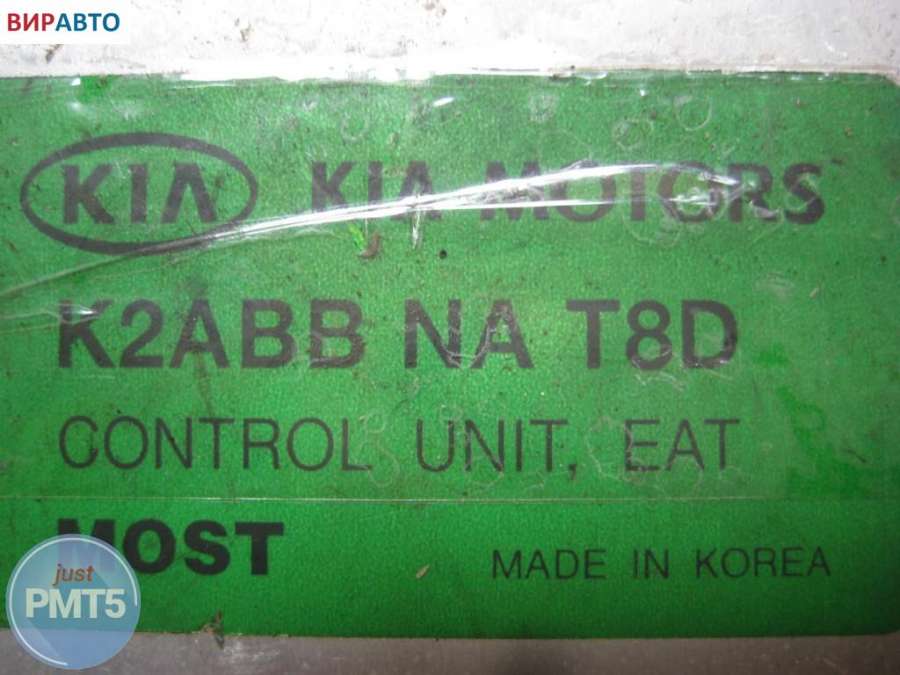 ВИРАВТО
KIA KIA MOTORS
K2ABB NA T8D
CONTROL UNIT, EAT
MOST
MADE IN KOREA
just
PMT5